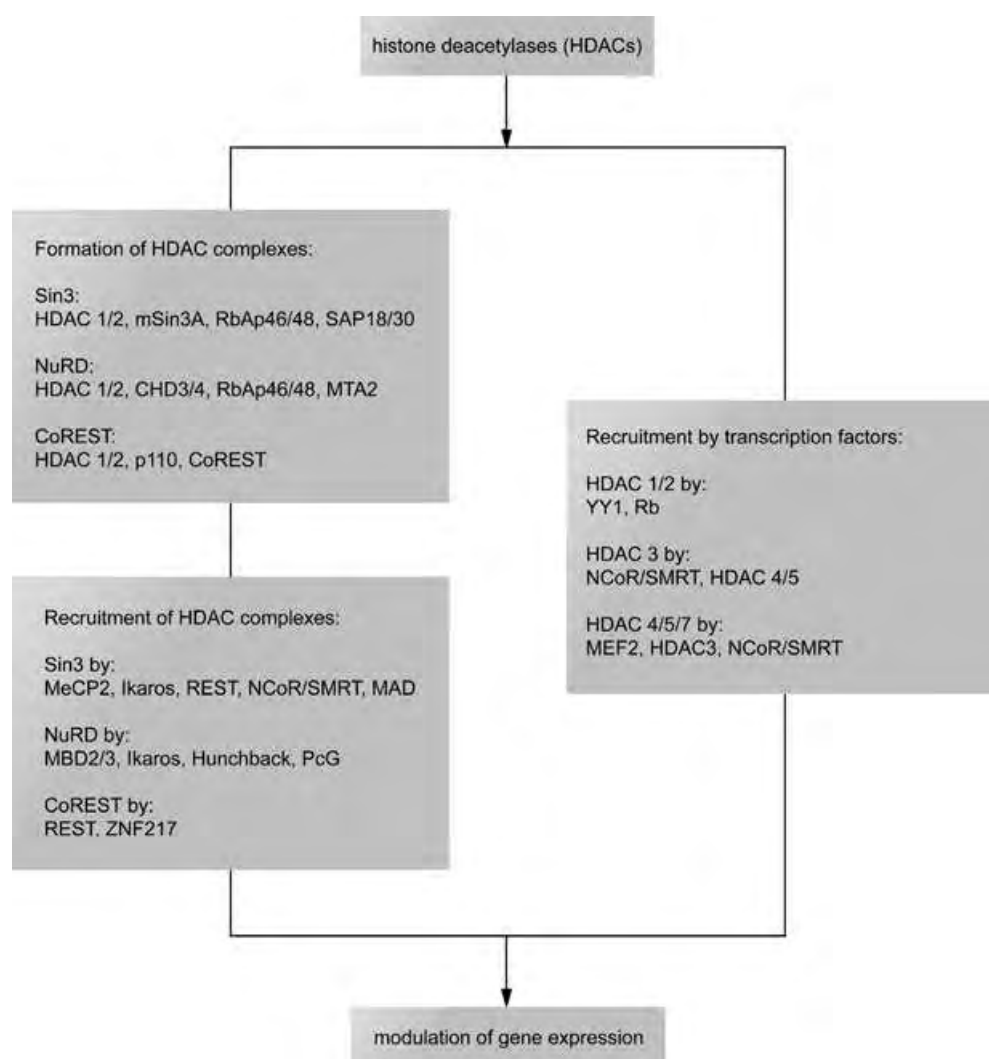 histone deacetylases (HDACs)
Formation of HDAC complexes:
Sin3:
HDAC 1/2, mSin3A, RbAp46/48, SAP18/30
NuRD:
HDAC 1/2, CHD3/4, RbAp46/48, MTA2
CoREST:
HDAC 1/2, p110, CoREST
Recruitment of HDAC complexes:
Sin3 by:
MeCP2, Ikaros, REST, NCoR/SMRT, MAD
NuRD by:
MBD2/3, Ikaros, Hunchback, PcG
CoREST by:
REST, ZNF217
Recruitment by transcription factors:
HDAC 1/2 by:
YY1, Rb
HDAC 3 by:
NCoR/SMRT, HDAC 4/5
HDAC 4/5/7 by:
MEF2, HDAC3, NCoR/SMRT
modulation of gene expression